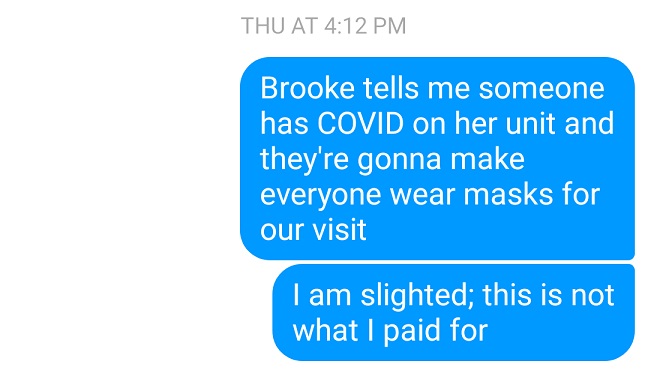 THU AT 4:12 PM
Brooke tells me someone
has COVID on her unit and
they're gonna make
everyone wear masks for
our visit
I am slighted; this is not
what I paid for